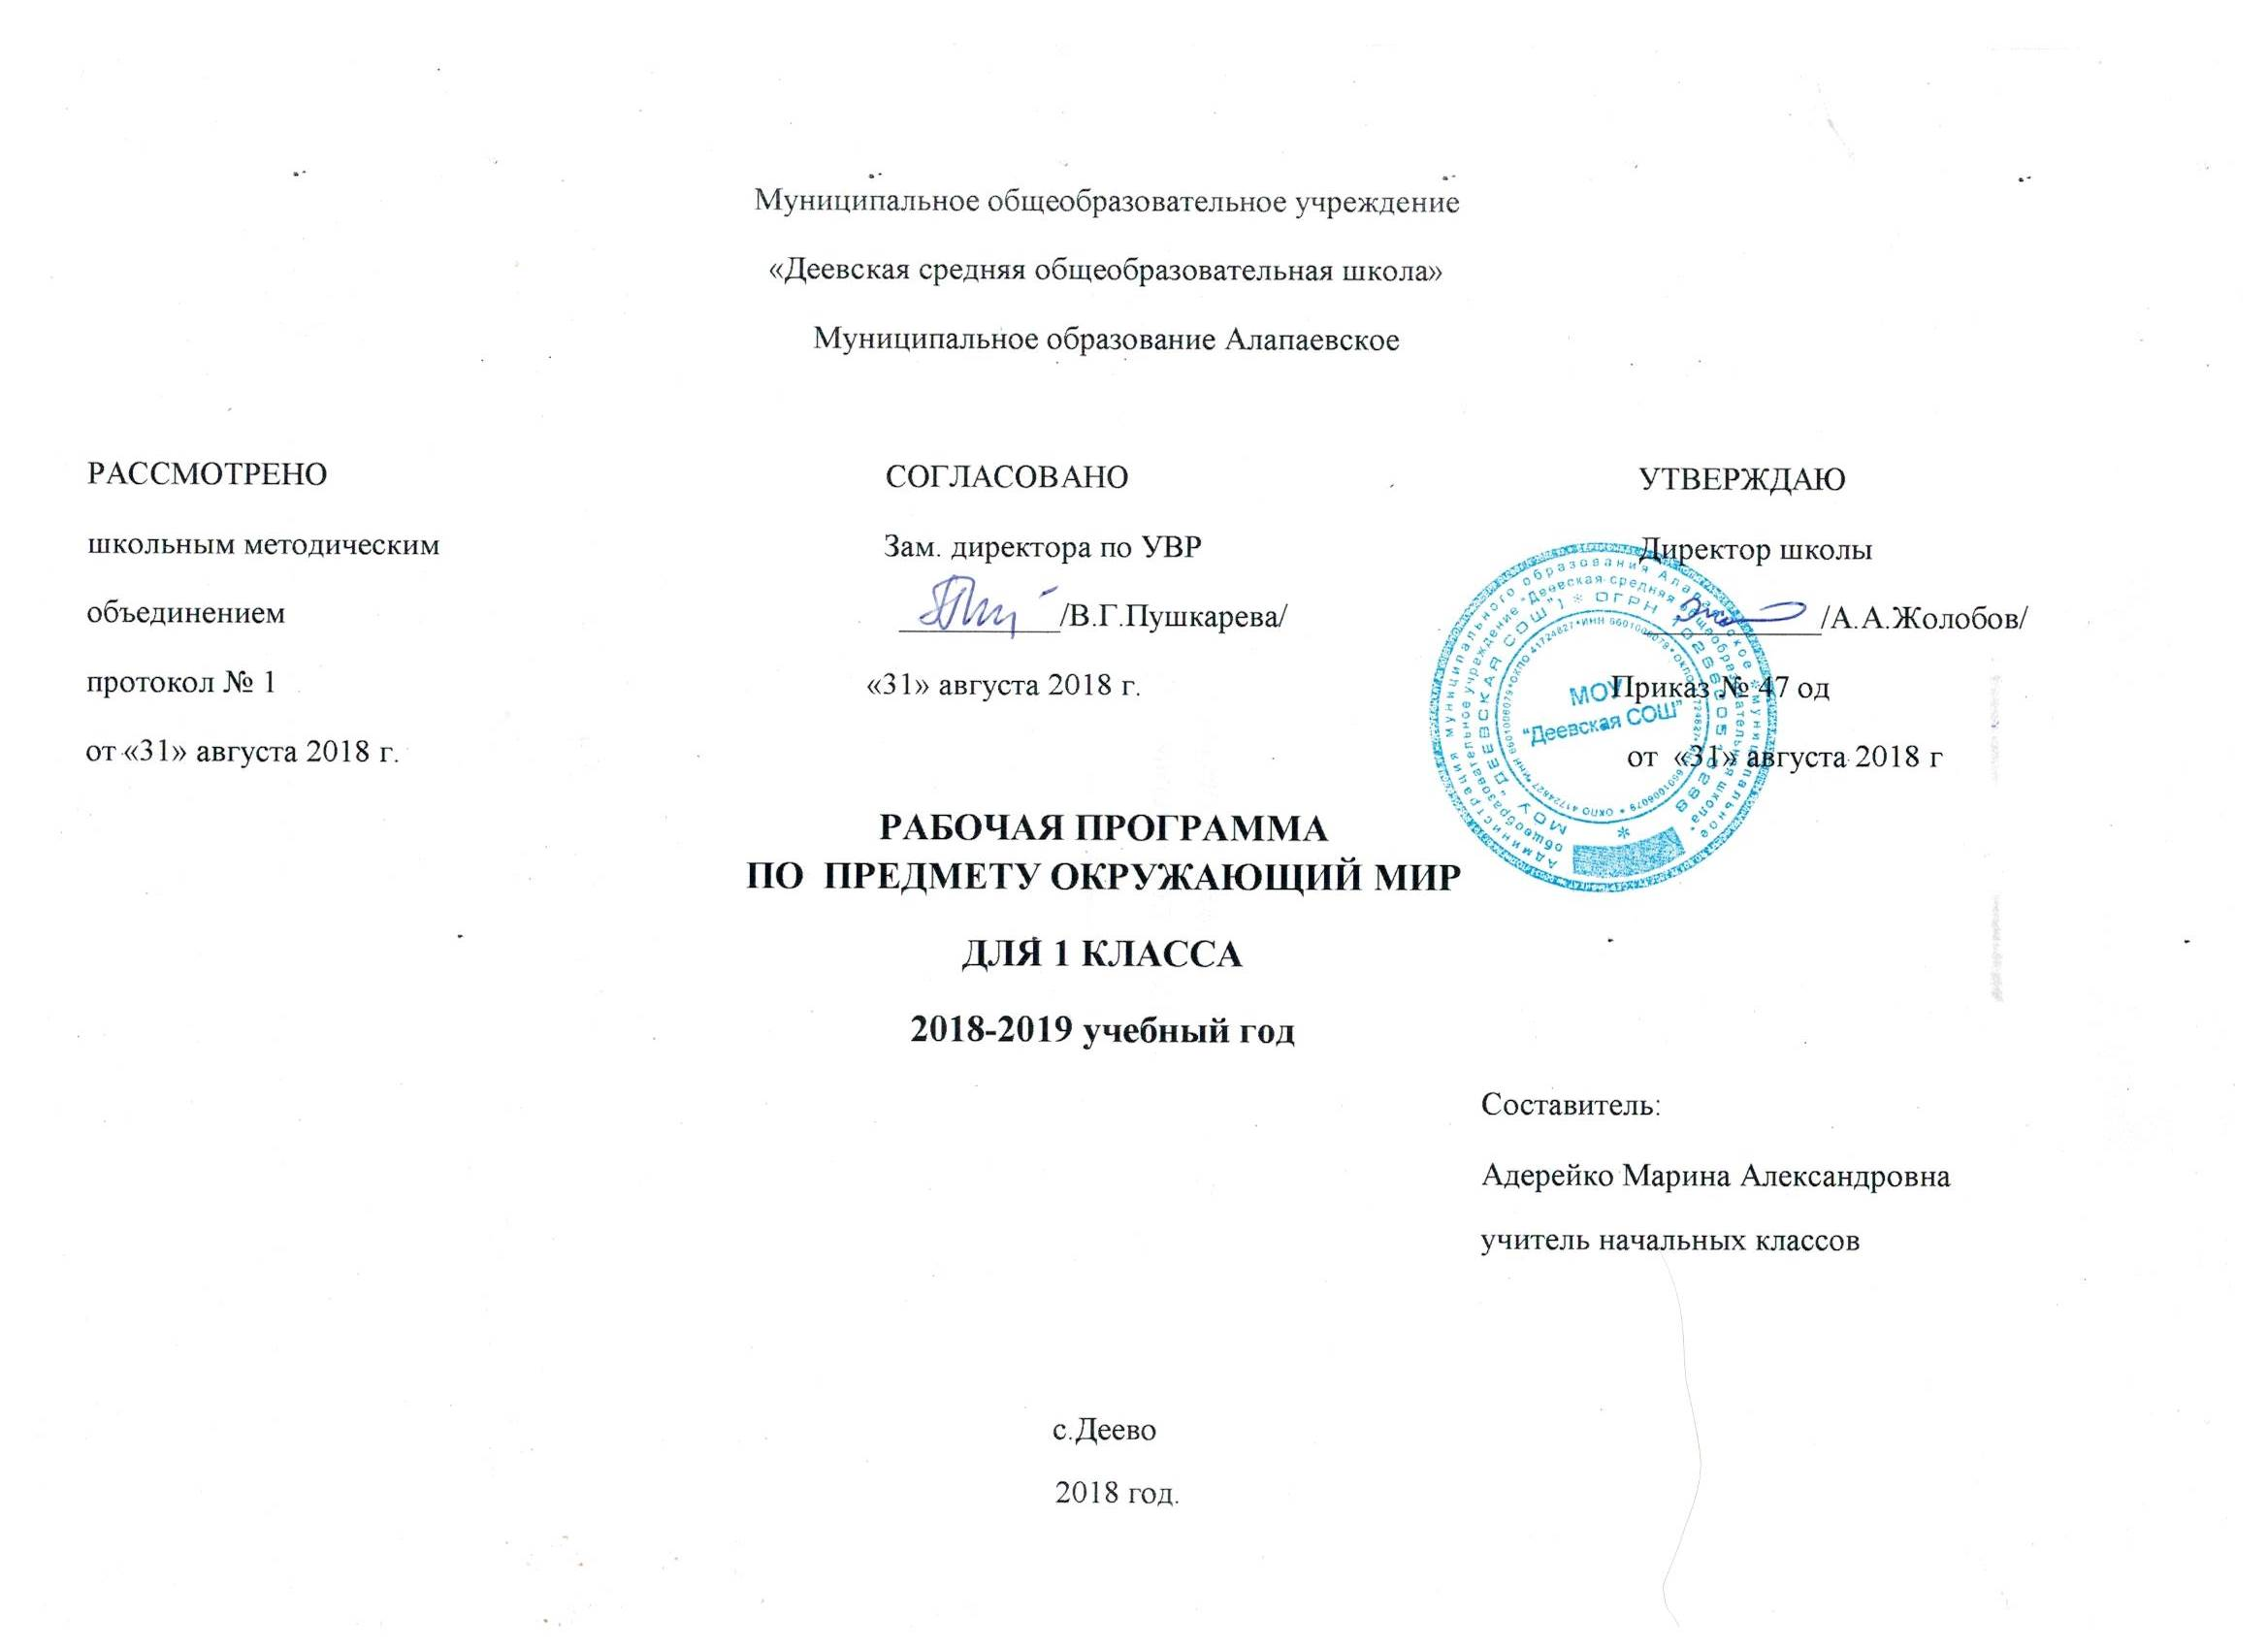 Муниципальное общеобразовательное учреждение
«Деевская средняя общеобразовательная школа»
Муниципальное образование Алапаевское
РАССМОТРЕНО
школьным методическим
объединением
протокол № 1
от «31» августа 2018 г.
СОГЛАСОВАНО
Зам. директора по УВР
/В.Г.Пушкарева/
«31» августа 2018 г.
УТВЕРЖДАЮ
Директор школы
/А.А.Жолобов/
Приказ № 47 од
от «31» августа 2018 г
МОУ
"Деевская СОШ"
РАБОЧАЯ ПРОГРАММА
ПО ПРЕДМЕТУ ОКРУЖАЮЩИЙ МИР
ДЛЯ 1 КЛАССА
2018-2019 учебный год
Составитель:
Адерейко Марина Александровна
учитель начальных классов
с.Деево
2018 год.